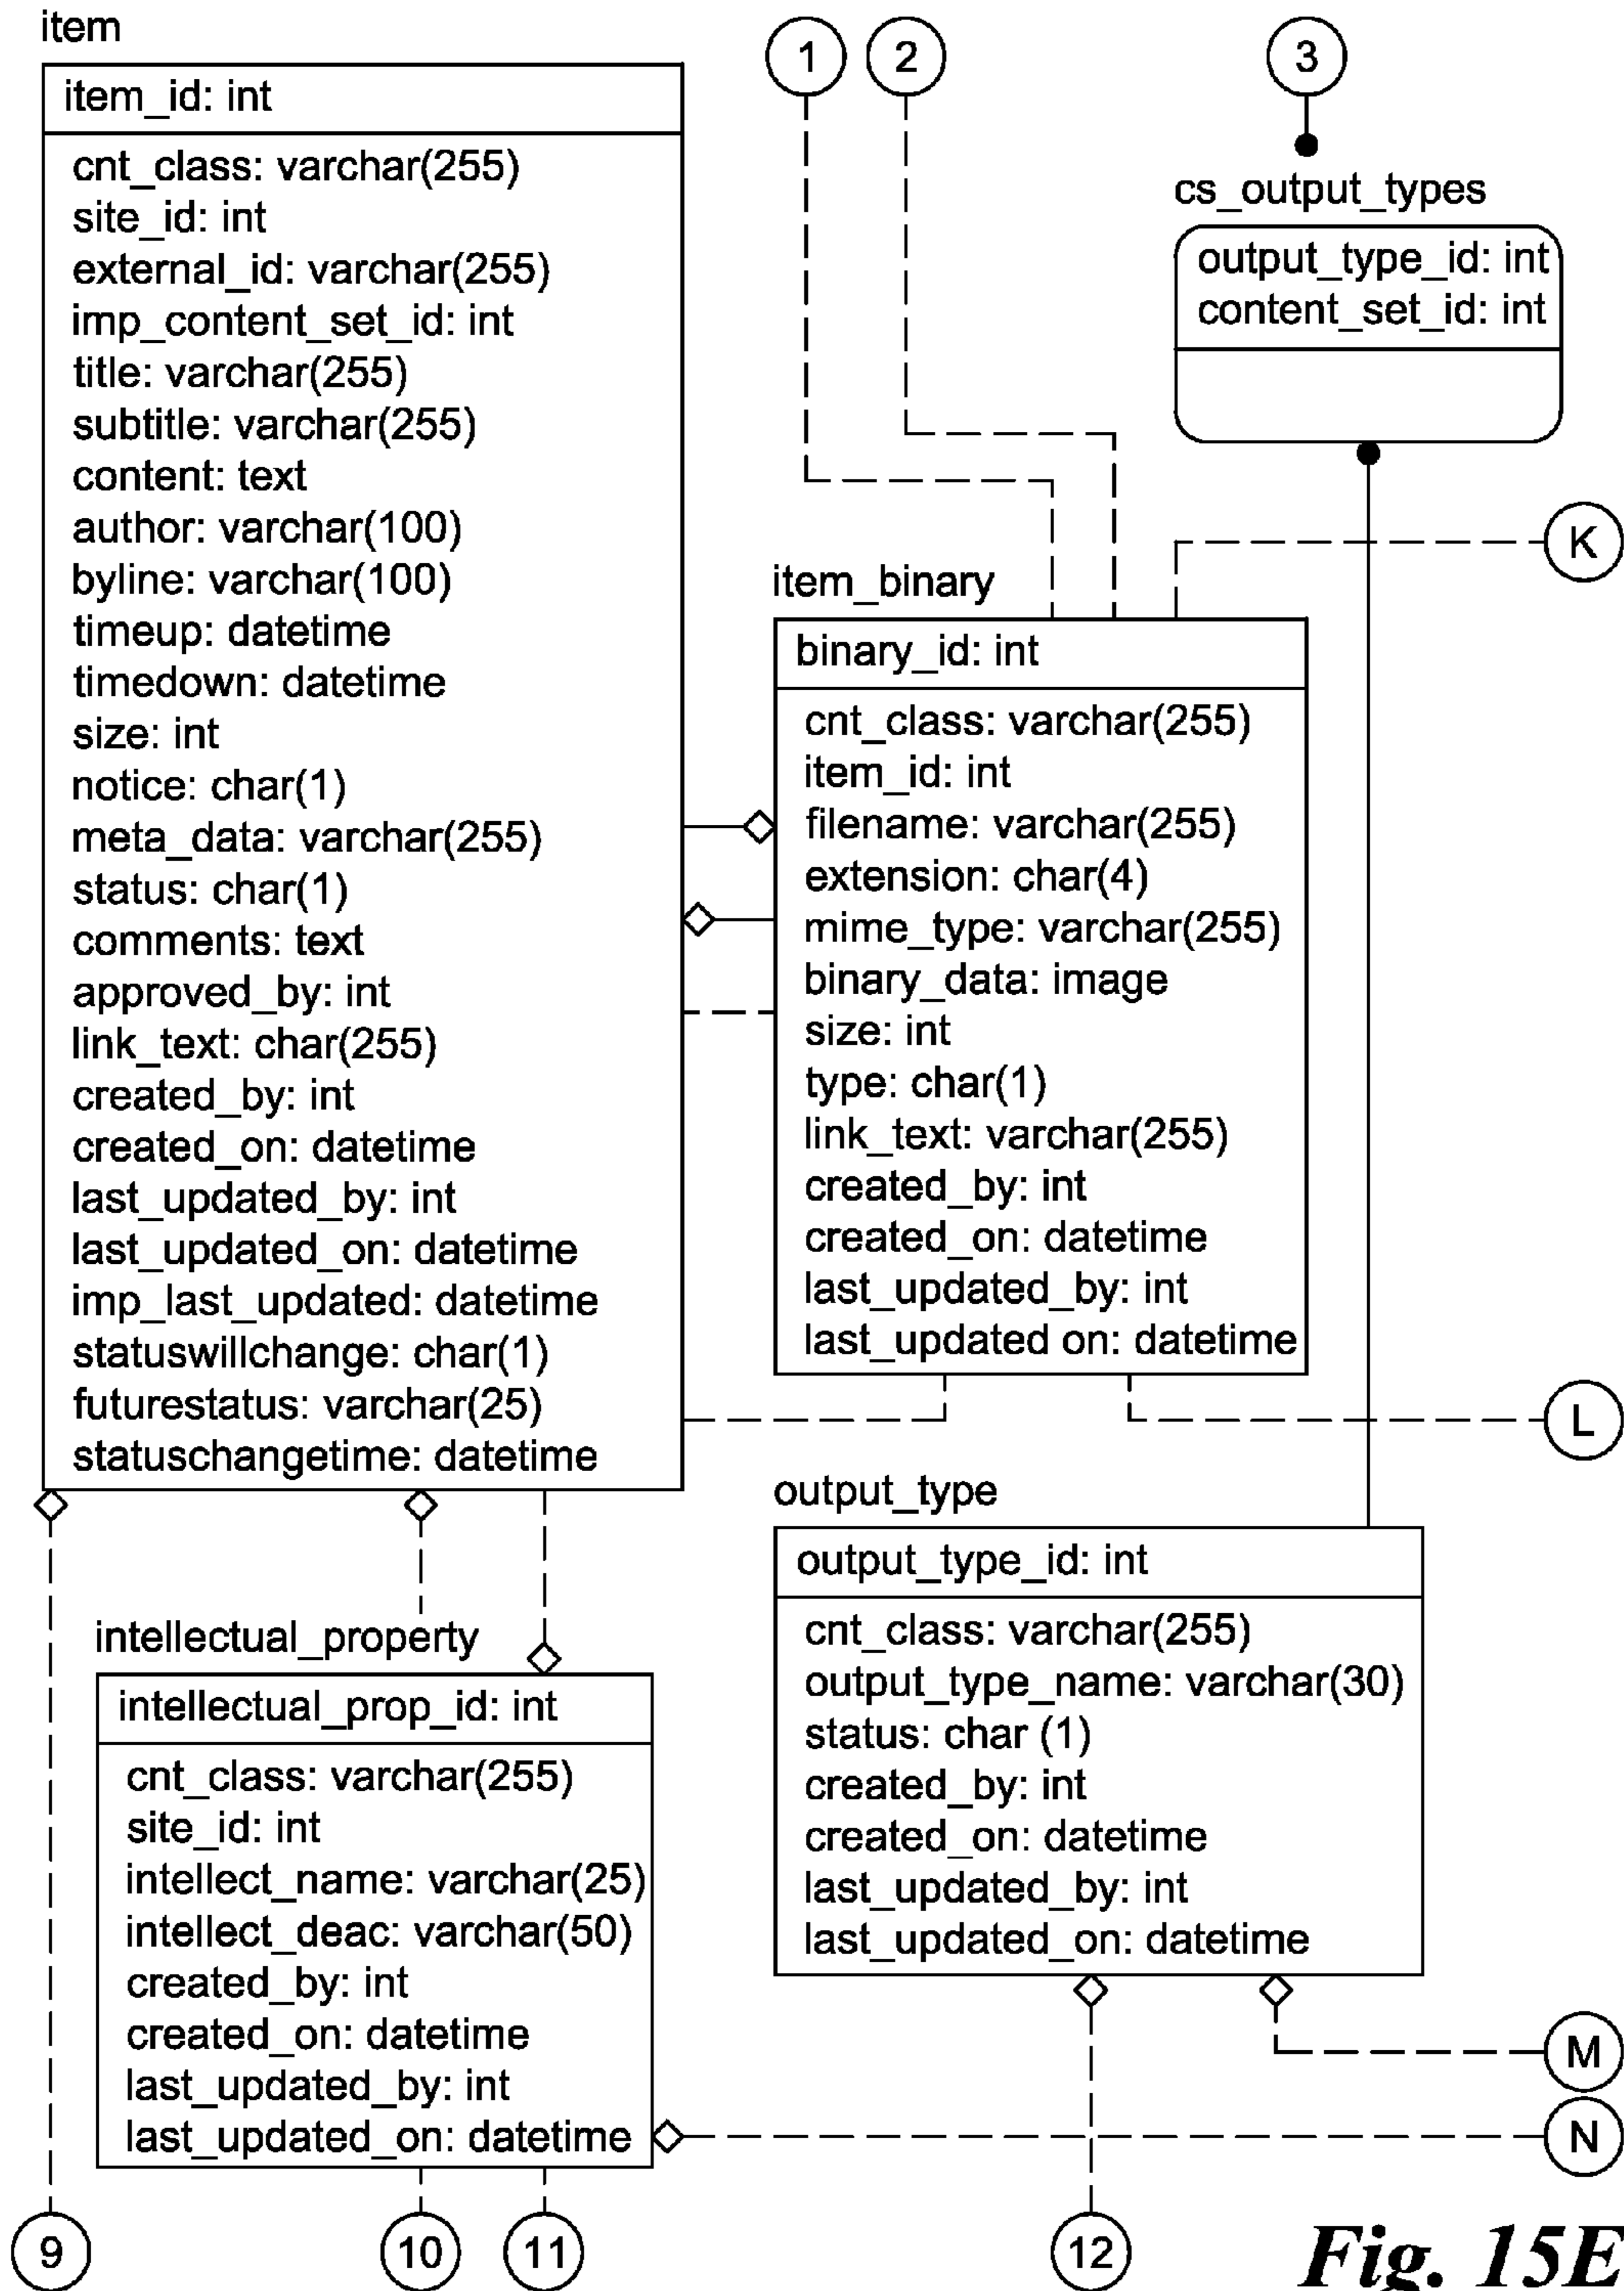 item
item_id: int
cnt_class: varchar(255)
site_id: int
external_id: varchar(255)
imp_content_set_id: int
title: varchar(255)
subtitle: varchar(255)
content: text
author: varchar(100)
byline: varchar(100)
timeup: datetime
timedown: datetime
size: int
notice: char(1)
meta_data: varchar(255)
status: char(1)
comments: text
approved_by: int
link_text: char(255)
created_by: int
created_on: datetime
last_updated_by: int
last_updated_on: datetime
imp_last_updated: datetime
statuswillchange: char(1)
futurestatus: varchar(25)
statuschangetime: datetime
1
2
3
cs_output_types
output_type_id: int
content_set_id: int
K
item_binary
binary_id: int
cnt_class: varchar(255)
item_id: int
filename: varchar(255)
extension: char(4)
mime_type: varchar(255)
binary_data: image
size: int
type: char(1)
link_text: varchar(255)
created_by: int
created_on: datetime
last_updated_by: int
last_updated on: datetime
L
intellectual_property
intellectual_prop_id: int
cnt_class: varchar(255)
site_id: int
intellect_name: varchar(25)
intellect_deac: varchar(50)
created_by: int
created_on: datetime
last_updated_by: int
last_updated_on: datetime
output_type
output_type_id: int
cnt_class: varchar(255)
output_type_name: varchar(30)
status: char (1)
created_by: int
created_on: datetime
last_updated_by: int
last_updated_on: datetime
M
N
9
10
11
12
Fig. 15E